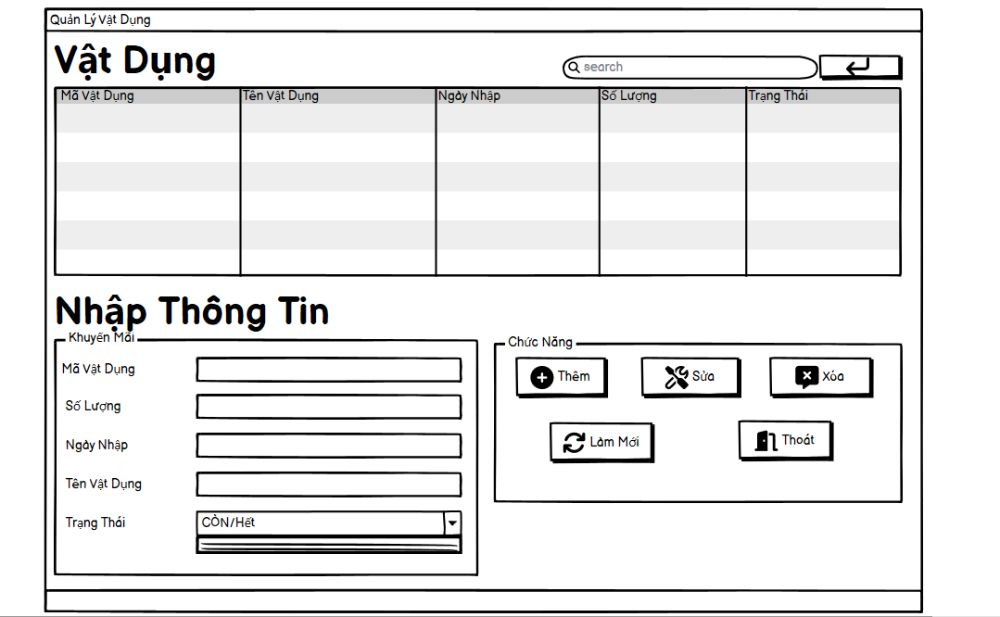 Quản Lý Vật Dụng
Vật Dụng
search
Mã Vật Dụng Tên Vật Dụng Ngày Nhập Số Lượng Trạng Thái
Nhập Thông Tin
Khuyến Mãi
Mã Vật Dụng
Số Lượng
Ngày Nhập
Tên Vật Dụng
Trạng Thái CÒN/Hết
Chức Năng
Thêm Sửa Xóa
Làm Mới Thoát